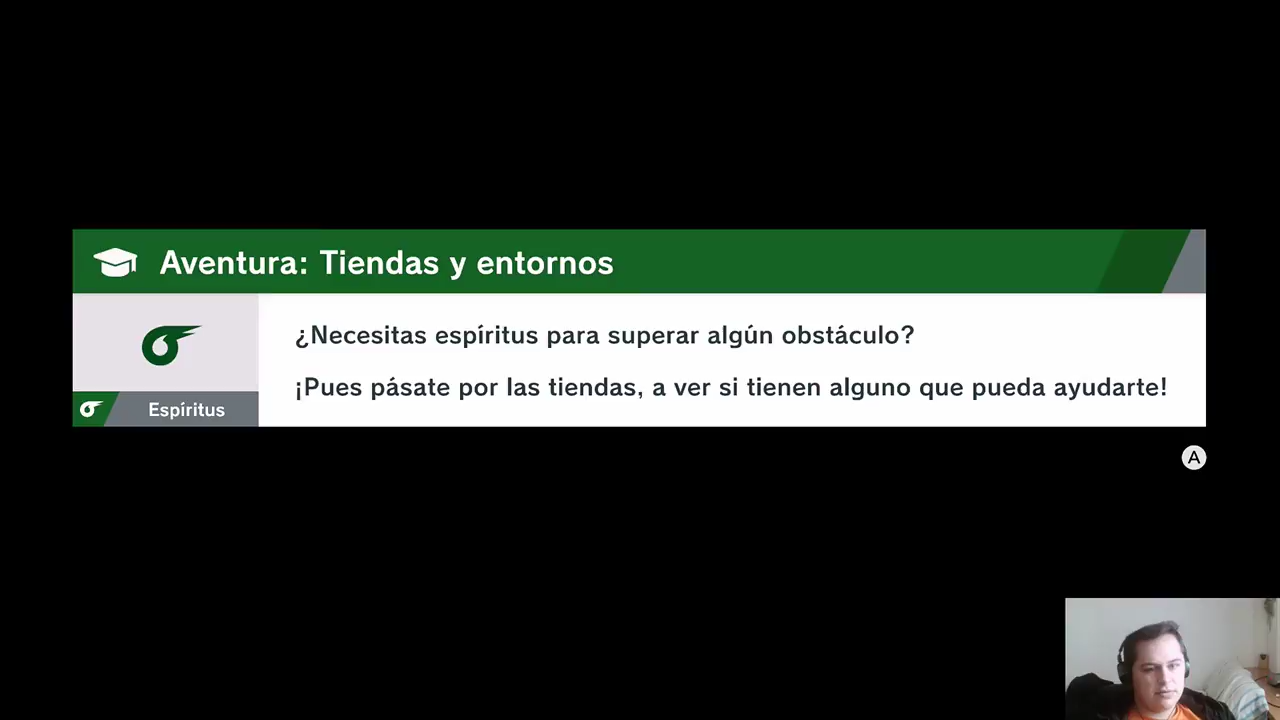 Aventura: Tiendas y entornos
¿Necesitas espíritus para superar algún obstáculo?
¡Pues pásate por las tiendas, a ver si tienen alguno que pueda ayudarte!
Espíritus
A